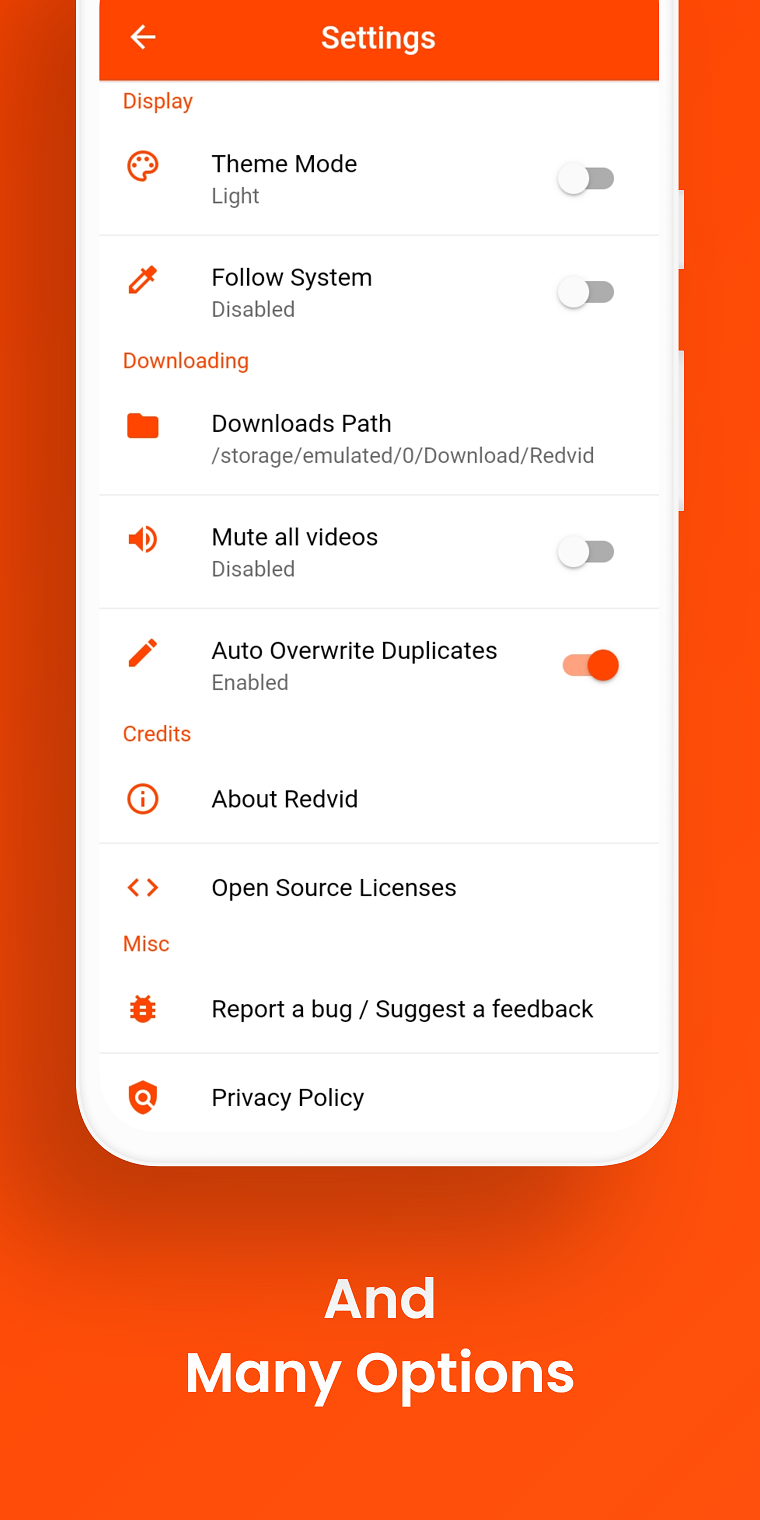 Settings
Display
Theme Mode
Light
Follow System
Disabled
Downloading
Downloads Path
/storage/emulated/0/Download/Redvid
Mute all videos
Disabled
Auto Overwrite Duplicates
Enabled
Credits
About Redvid
Open Source Licenses
Misc
Report a bug / Suggest a feedback
Privacy Policy
And
Many Options